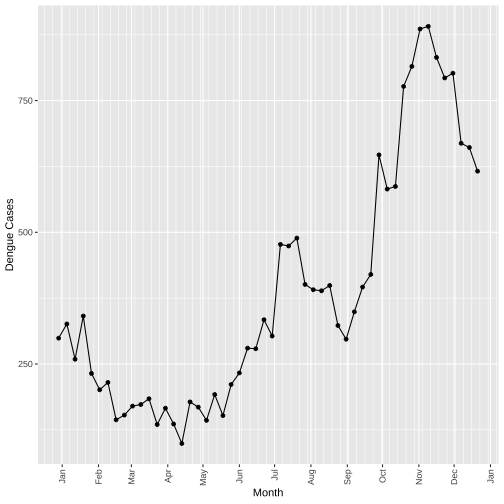 Dengue Cases
750
500
250
Jan
Feb
Mar
Apr
May
Jun
Jul
Aug
Sep
Oct
Nov
Dec
Jan
Month